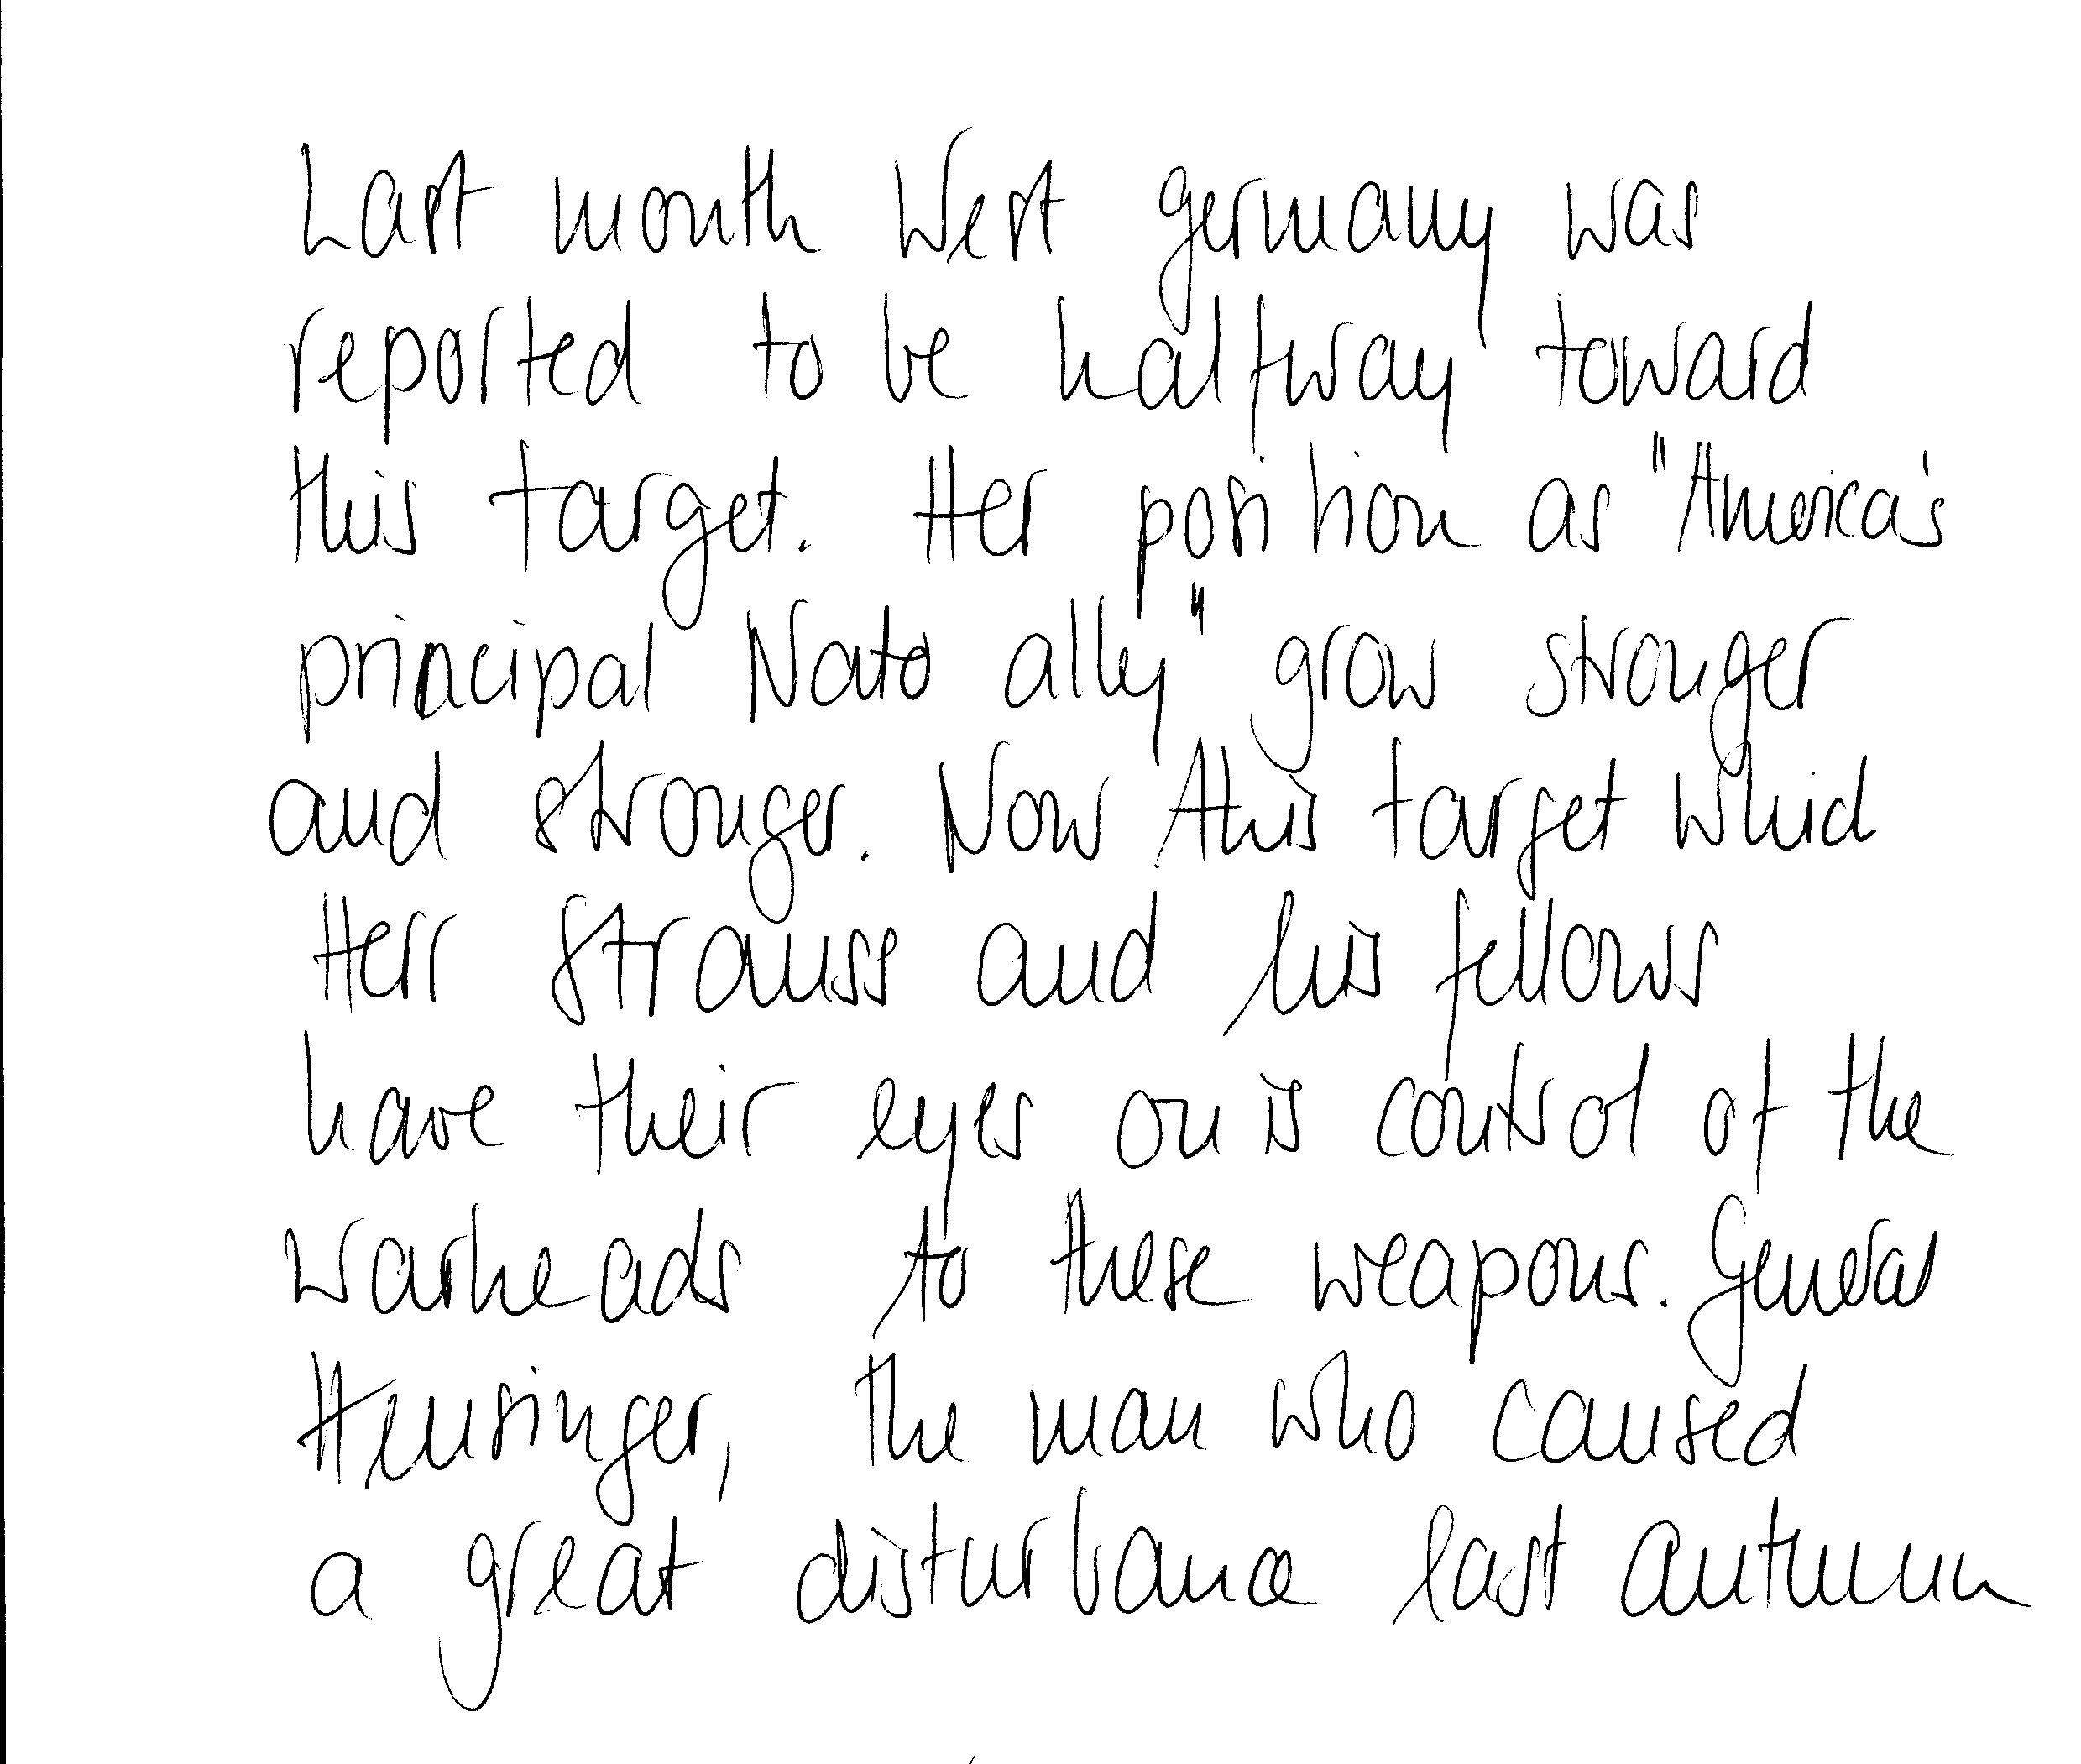 Last month West Germany was
reported to be halfway toward
this target. Her position as "America's
principal Nato ally" grow stronger
and stronger. Now this target which
Herr Strauss and his fellows
have their eyes on is control of the
warheads to these weapons. General
Heusinger, the man who caused
a great disturbance last autumn